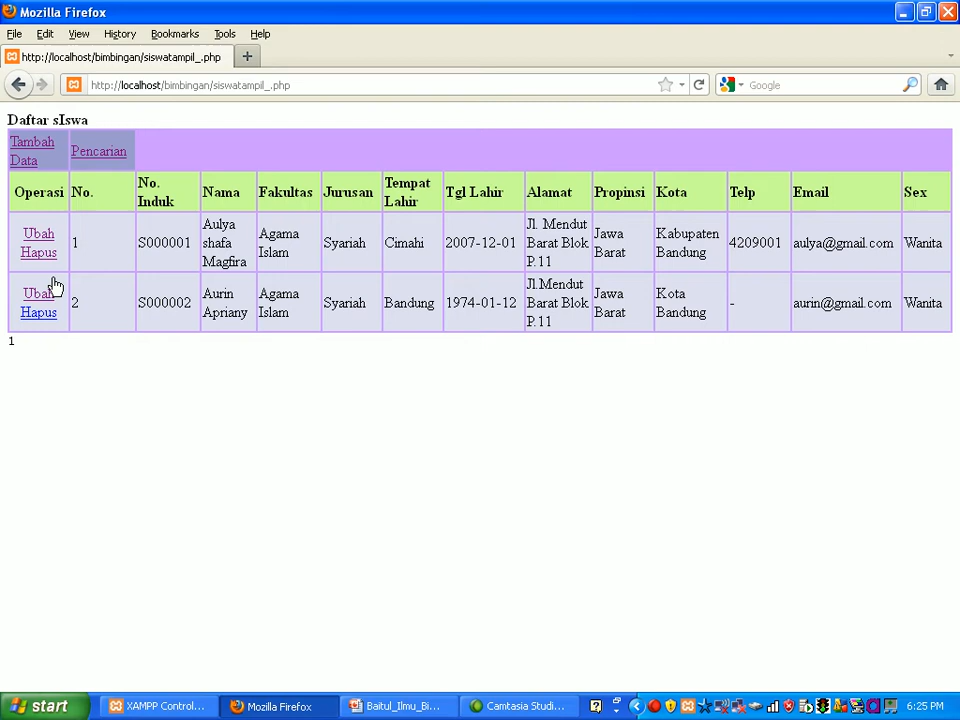 Mozilla Firefox
File Edit View History Bookmarks Tools Help
http://localhost/bimbingan/siswatampil_.php
http://localhost/bimbingan/siswatampil_.php
Google
Daftar sIswa
Tambah Data Pencarian
Operasi No. No. Induk Nama Fakultas Jurusan Tempat Lahir Tgl Lahir Alamat Propinsi Kota Telp Email Sex
Ubah Hapus 1 S000001 Aulya shafa Magfira Agama Islam Syariah Cimahi 2007-12-01 Jl. Mendut Barat Blok P.11 Jawa Barat Kabupaten Bandung 4209001 aulya@gmail.com Wanita
Ubah Hapus 2 S000002 Aurin Apriany Agama Islam Syariah Bandung 1974-01-12 Jl.Mendut Barat Blok P.11 Jawa Barat Kota Bandung - aurin@gmail.com Wanita
1
start XAMPP Control... Mozilla Firefox Baitul_Ilmu_Bi... Camtasia Studi... 6:25 PM